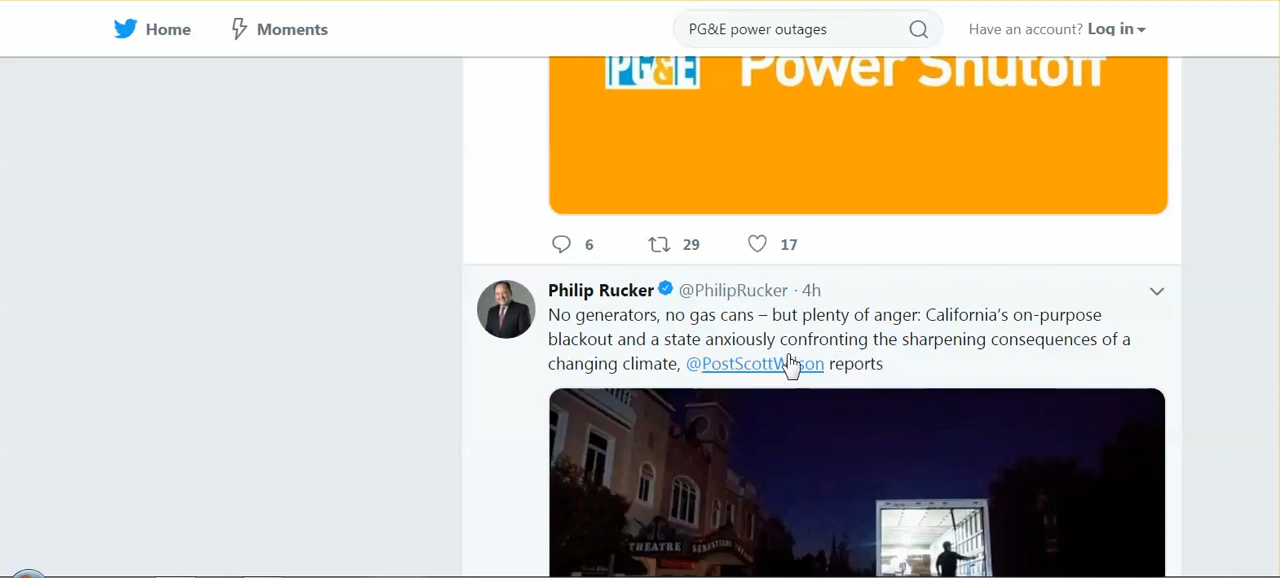 Home Moments PG&E power outages Have an account? Log in
PG&E Power Shutoff
6 29 17
Philip Rucker @PhilipRucker · 4h
No generators, no gas cans – but plenty of anger: California’s on-purpose
blackout and a state anxiously confronting the sharpening consequences of a
changing climate, @PostScottWilson reports
THEATRE SEBASTIANI THEATRE